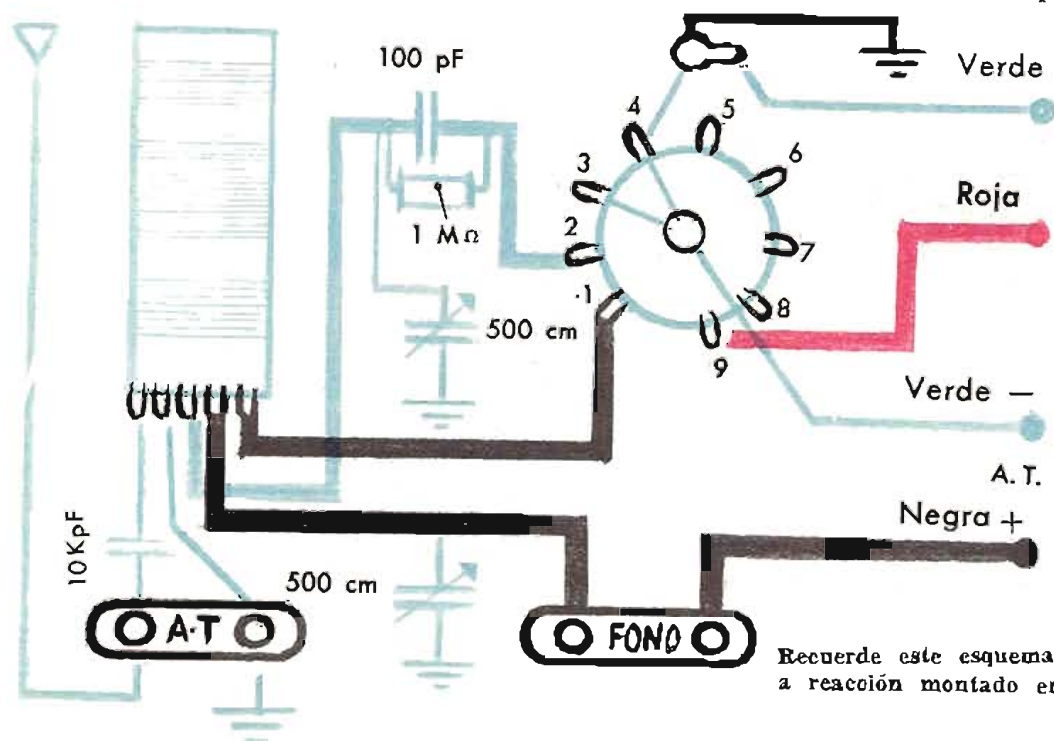 100 pF
1 MΩ
500 cm
10KpF
500 cm
A·T
FONO
4
5
3
6
2
7
.1
8
9
Verde
Roja
Verde —
A. T.
Negra +
Recuerde este esquema
a reacción montado en